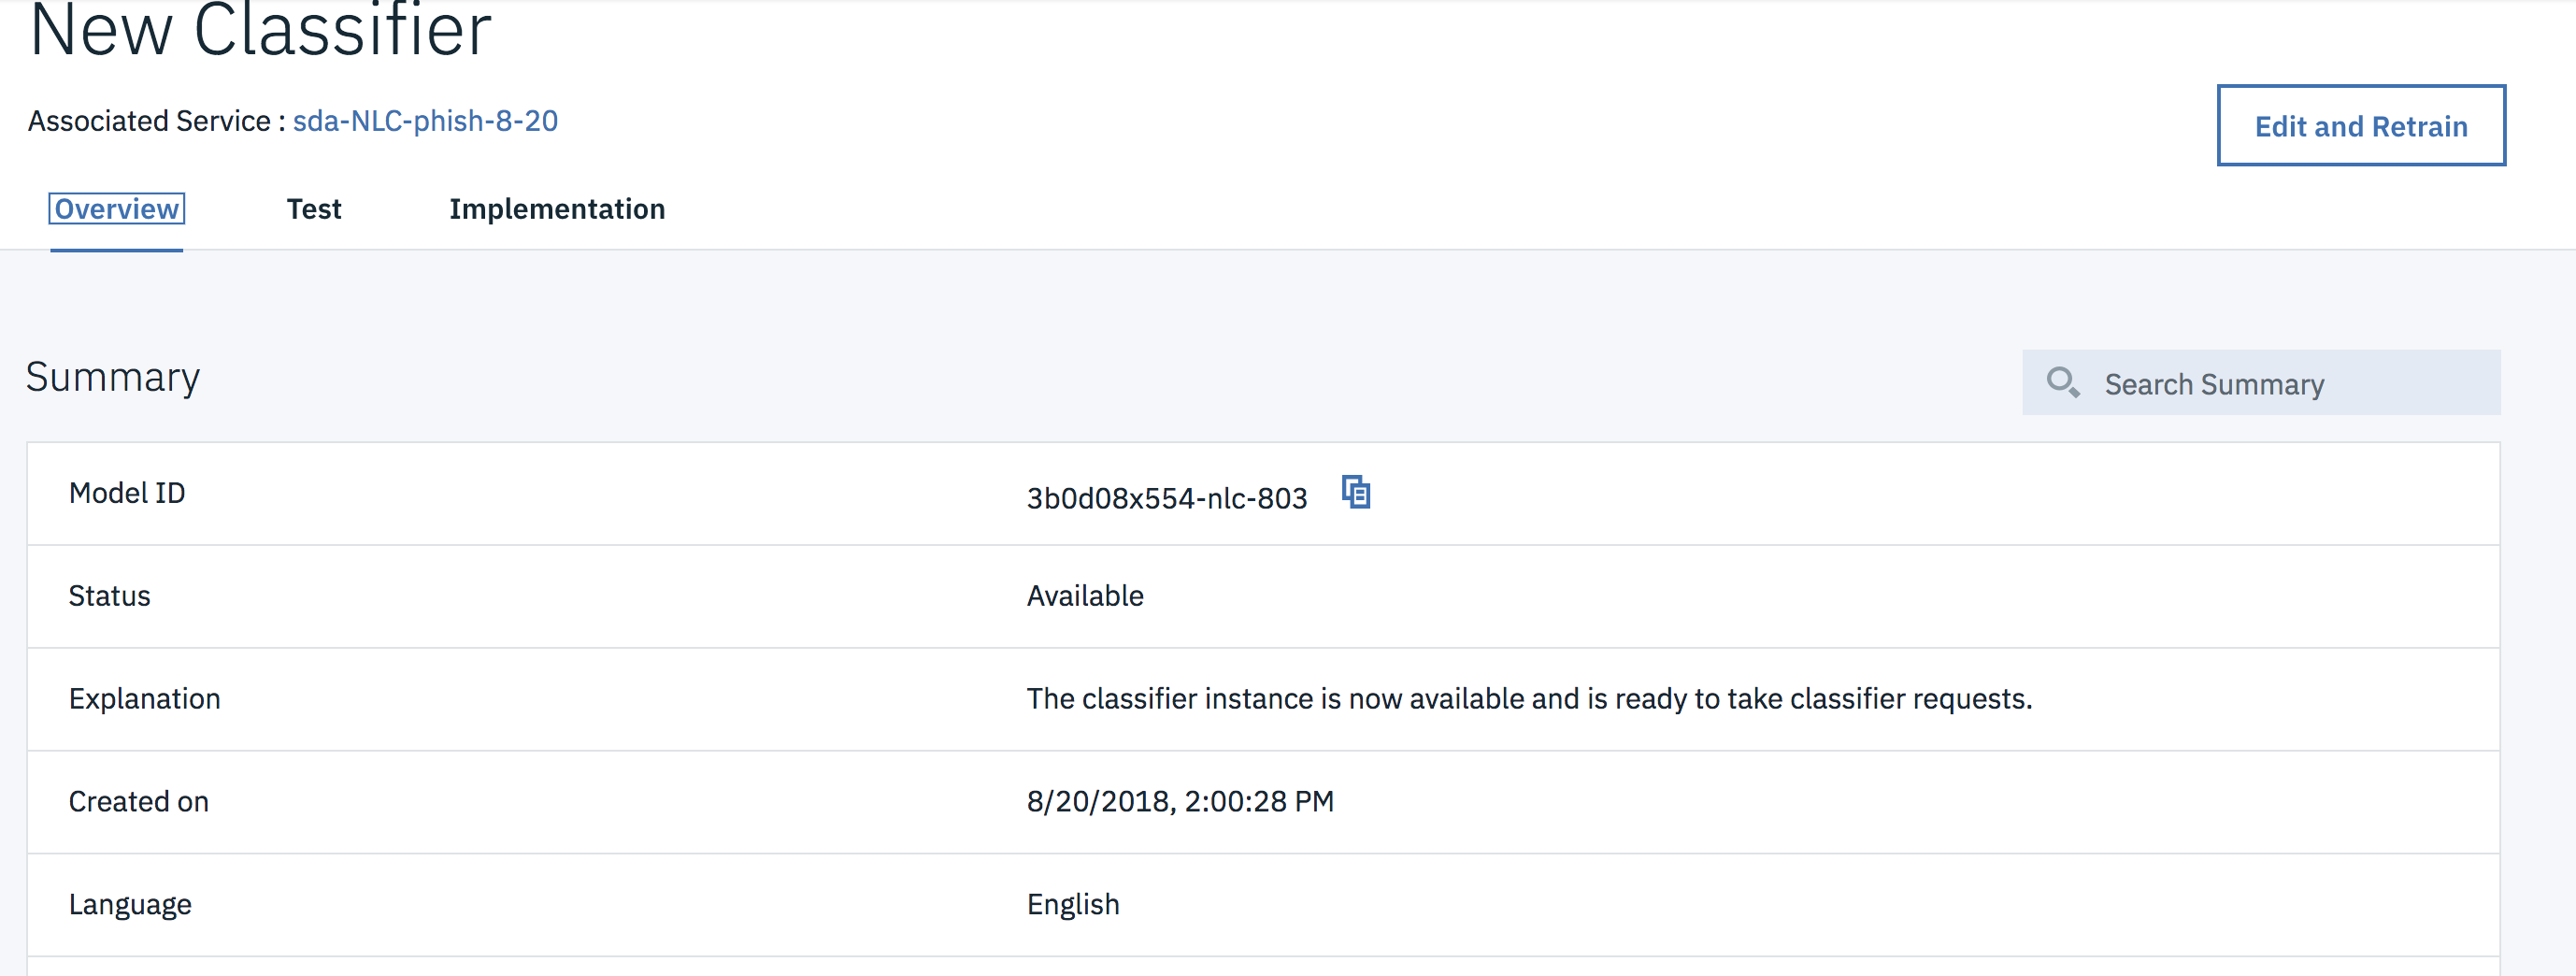 New Classifier
Associated Service : sda-NLC-phish-8-20
Edit and Retrain
Overview Test Implementation
Summary
Search Summary
Model ID 3b0d08x554-nlc-803
Status Available
Explanation The classifier instance is now available and is ready to take classifier requests.
Created on 8/20/2018, 2:00:28 PM
Language English